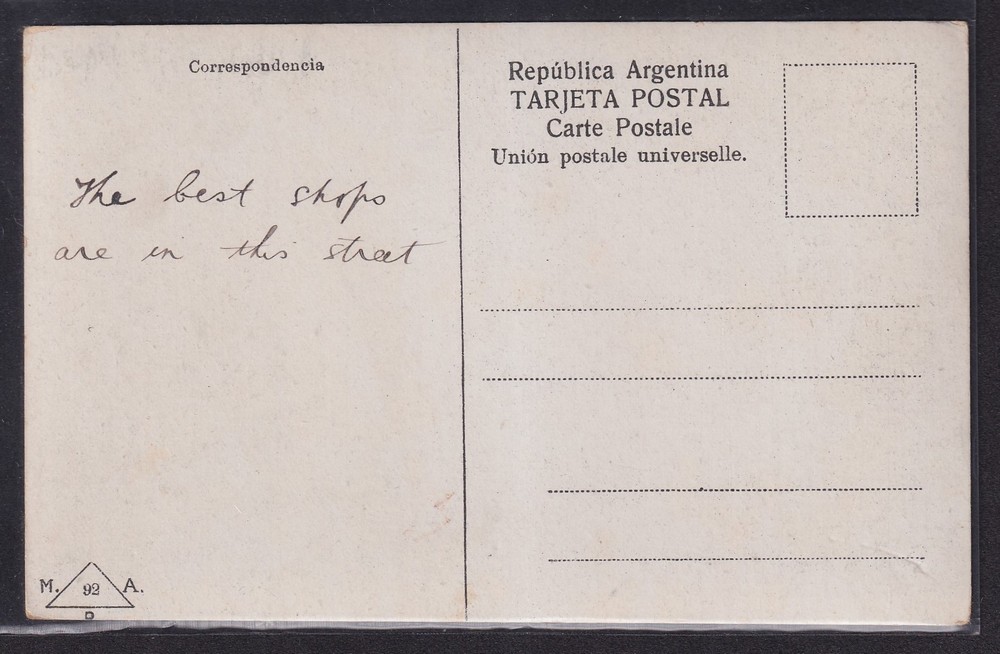 Correspondencia
The best shops
are in this street
República Argentina
TARJETA POSTAL
Carte Postale
Unión postale universelle.
M. 92 A.